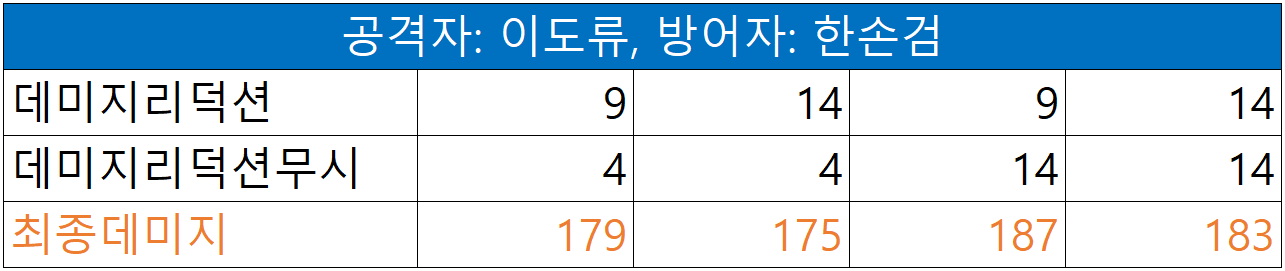 공격자: 이도류, 방어자: 한손검
데미지리덕션 9 14 9 14
데미지리덕션무시 4 4 14 14
최종데미지 179 175 187 183